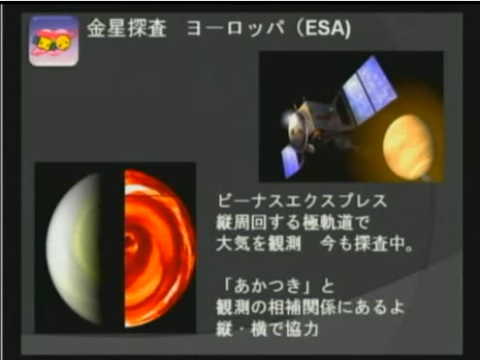 金星探査　ヨーロッパ（ESA)
ビーナスエクスプレス
縦周回する極軌道で
大気を観測　今も探査中。
「あかつき」と
観測の相補関係にあるよ
縦・横で協力